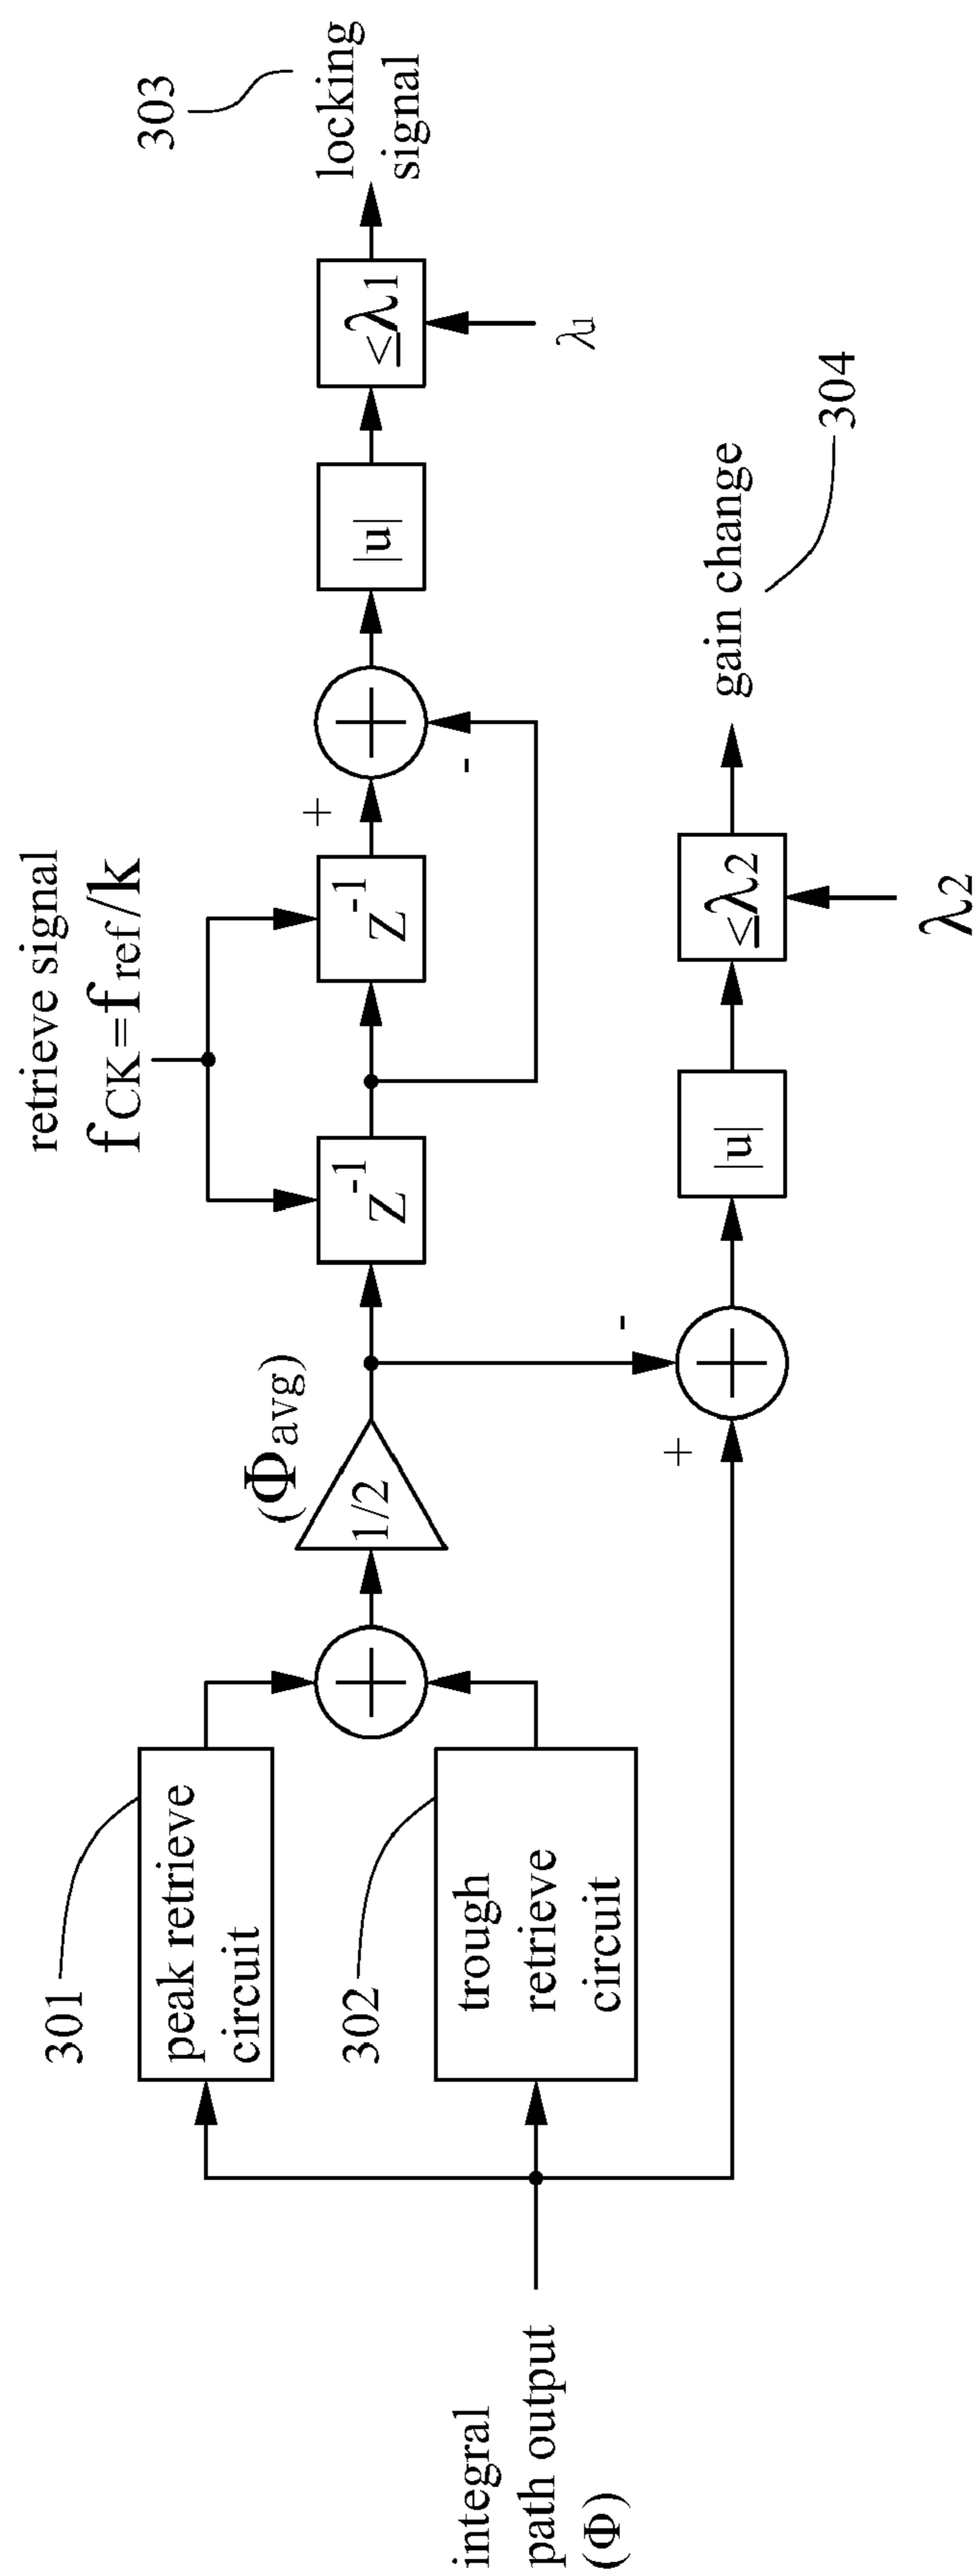 integral
path output
(Φ)
301
peak retrieve
circuit
302
trough
retrieve
circuit
1/2
(Φavg)
retrieve signal
fCK=fref/k
Z-1
Z-1
+
-
|u|
≤λ1
λ1
locking
signal
303
+
-
|u|
≤λ2
λ2
gain change
304